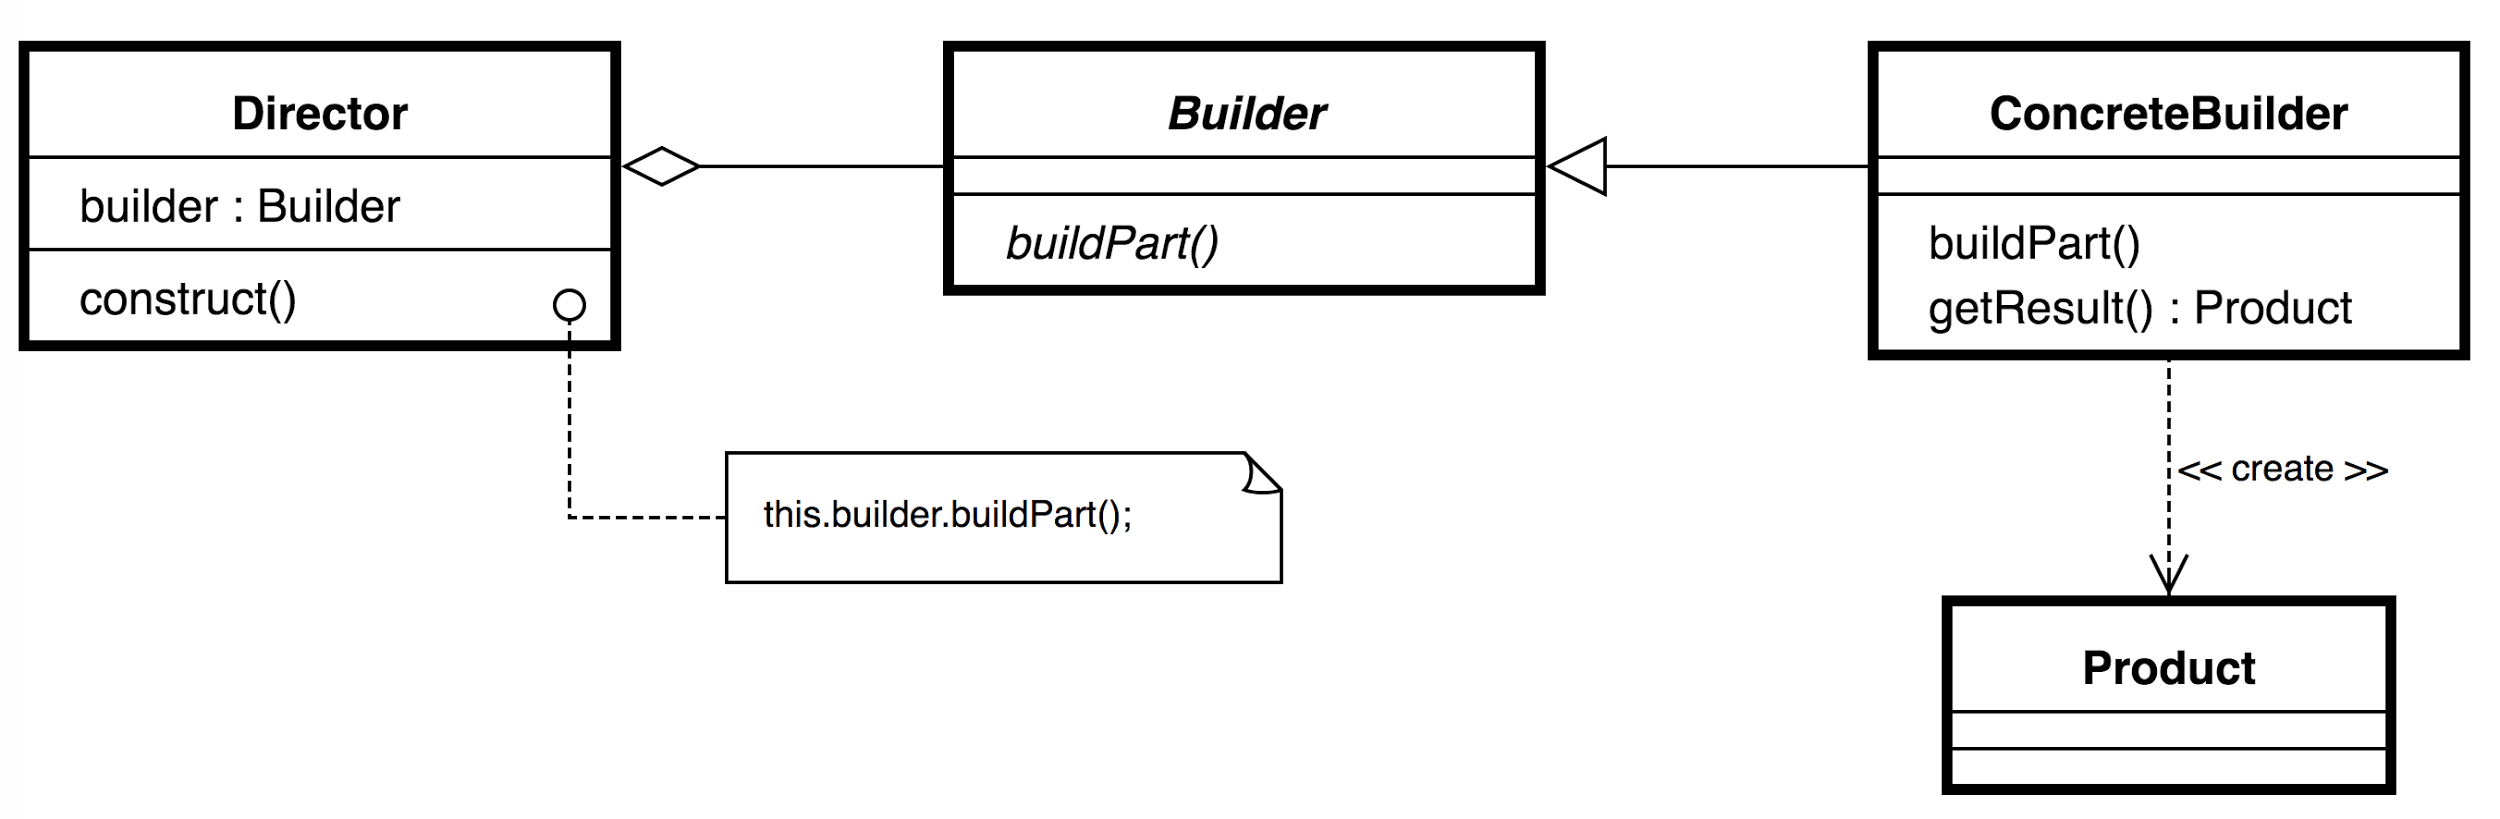 Director
builder : Builder
construct()
Builder
buildPart()
ConcreteBuilder
buildPart()
getResult() : Product
this.builder.buildPart();
<< create >>
Product